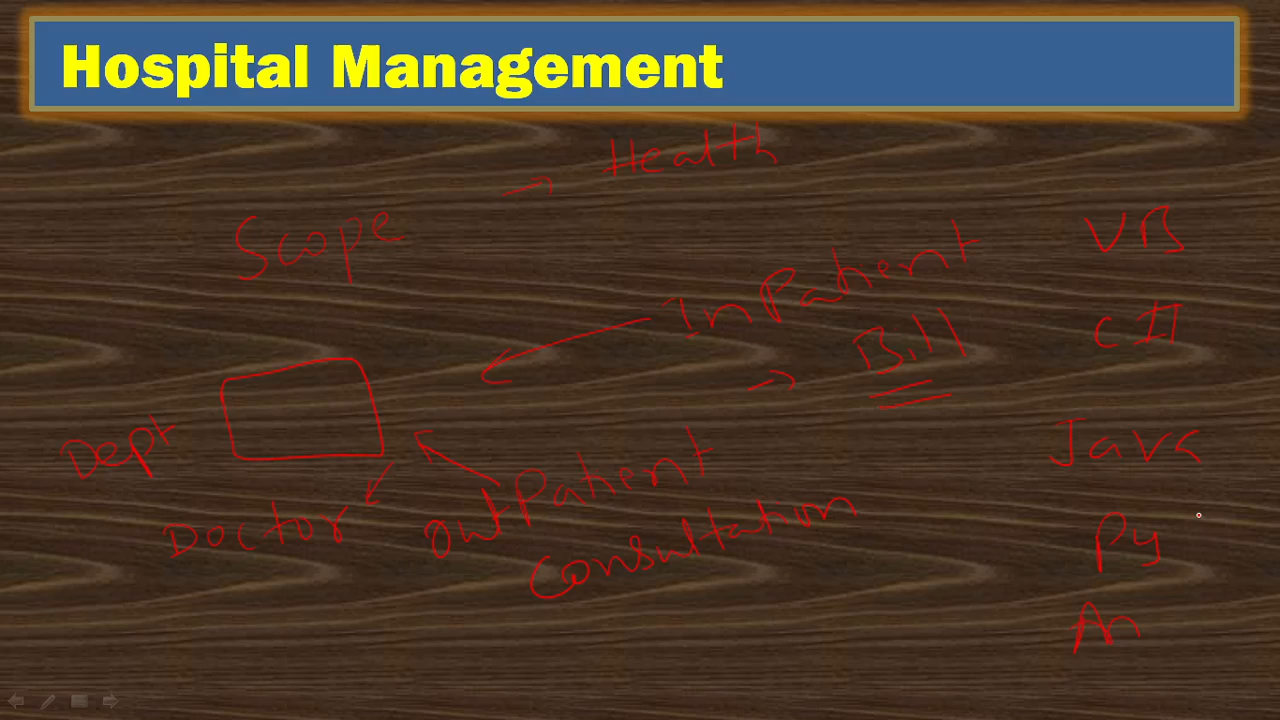 Hospital Management
→ Health
Scope
VB
InPatient
C #
→ Bill
Dept
Java
outPatient
Doctor
Consultation
Py
An